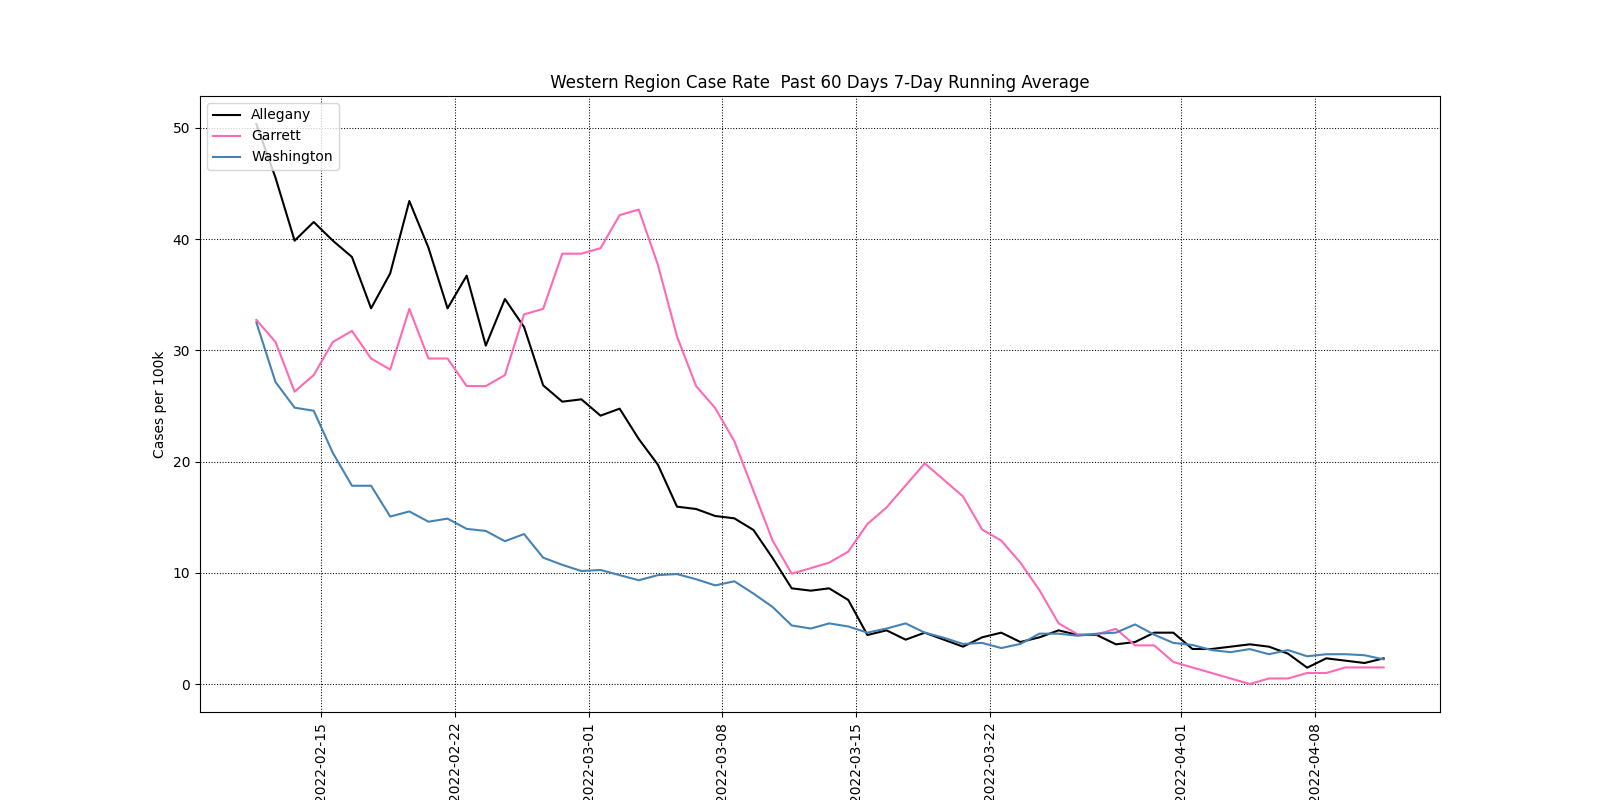 Western Region Case Rate  Past 60 Days 7-Day Running Average
Allegany
Garrett
Washington
50
40
30
20
10
0
Cases per 100k
2022-02-15
2022-02-22
2022-03-01
2022-03-08
2022-03-15
2022-03-22
2022-04-01
2022-04-08